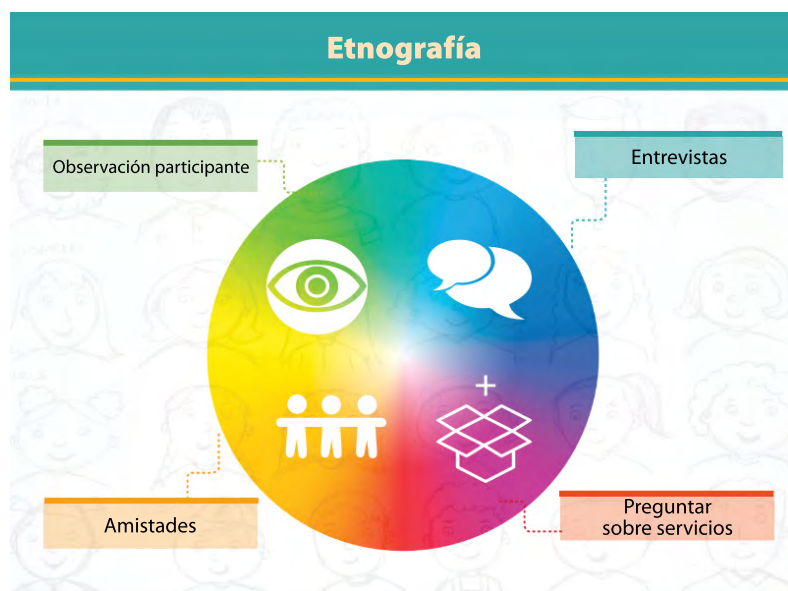 Etnografía
Observación participante
Entrevistas
Amistades
Preguntar
sobre servicios